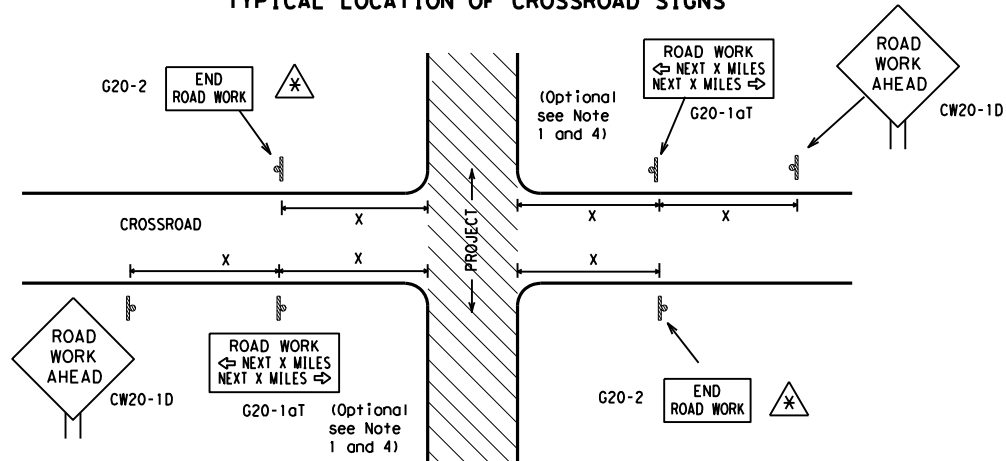 TYPICAL LOCATION OF CROSSROAD SIGNS
G20-2
END
ROAD WORK
*
(Optional
see Note
1 and 4)
ROAD WORK
⇦ NEXT X MILES
NEXT X MILES ⇨
G20-1aT
ROAD
WORK
AHEAD
CW20-1D
X
X
X
CROSSROAD
PROJECT
X
X
X
ROAD
WORK
AHEAD
CW20-1D
ROAD WORK
⇦ NEXT X MILES
NEXT X MILES ⇨
G20-1aT
(Optional
see Note
1 and 4)
G20-2
END
ROAD WORK
*